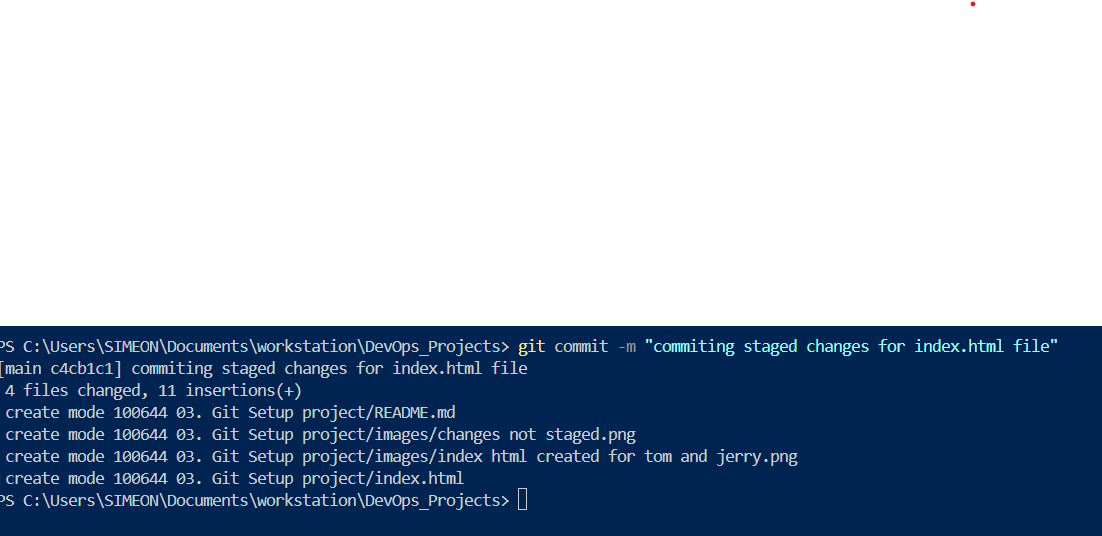 PS C:\Users\SIMEON\Documents\workstation\DevOps_Projects> git commit -m "commiting staged changes for index.html file"
[main c4cb1c1] commiting staged changes for index.html file
4 files changed, 11 insertions(+)
create mode 100644 03. Git Setup project/README.md
create mode 100644 03. Git Setup project/images/changes not staged.png
create mode 100644 03. Git Setup project/images/index html created for tom and jerry.png
create mode 100644 03. Git Setup project/index.html
PS C:\Users\SIMEON\Documents\workstation\DevOps_Projects>